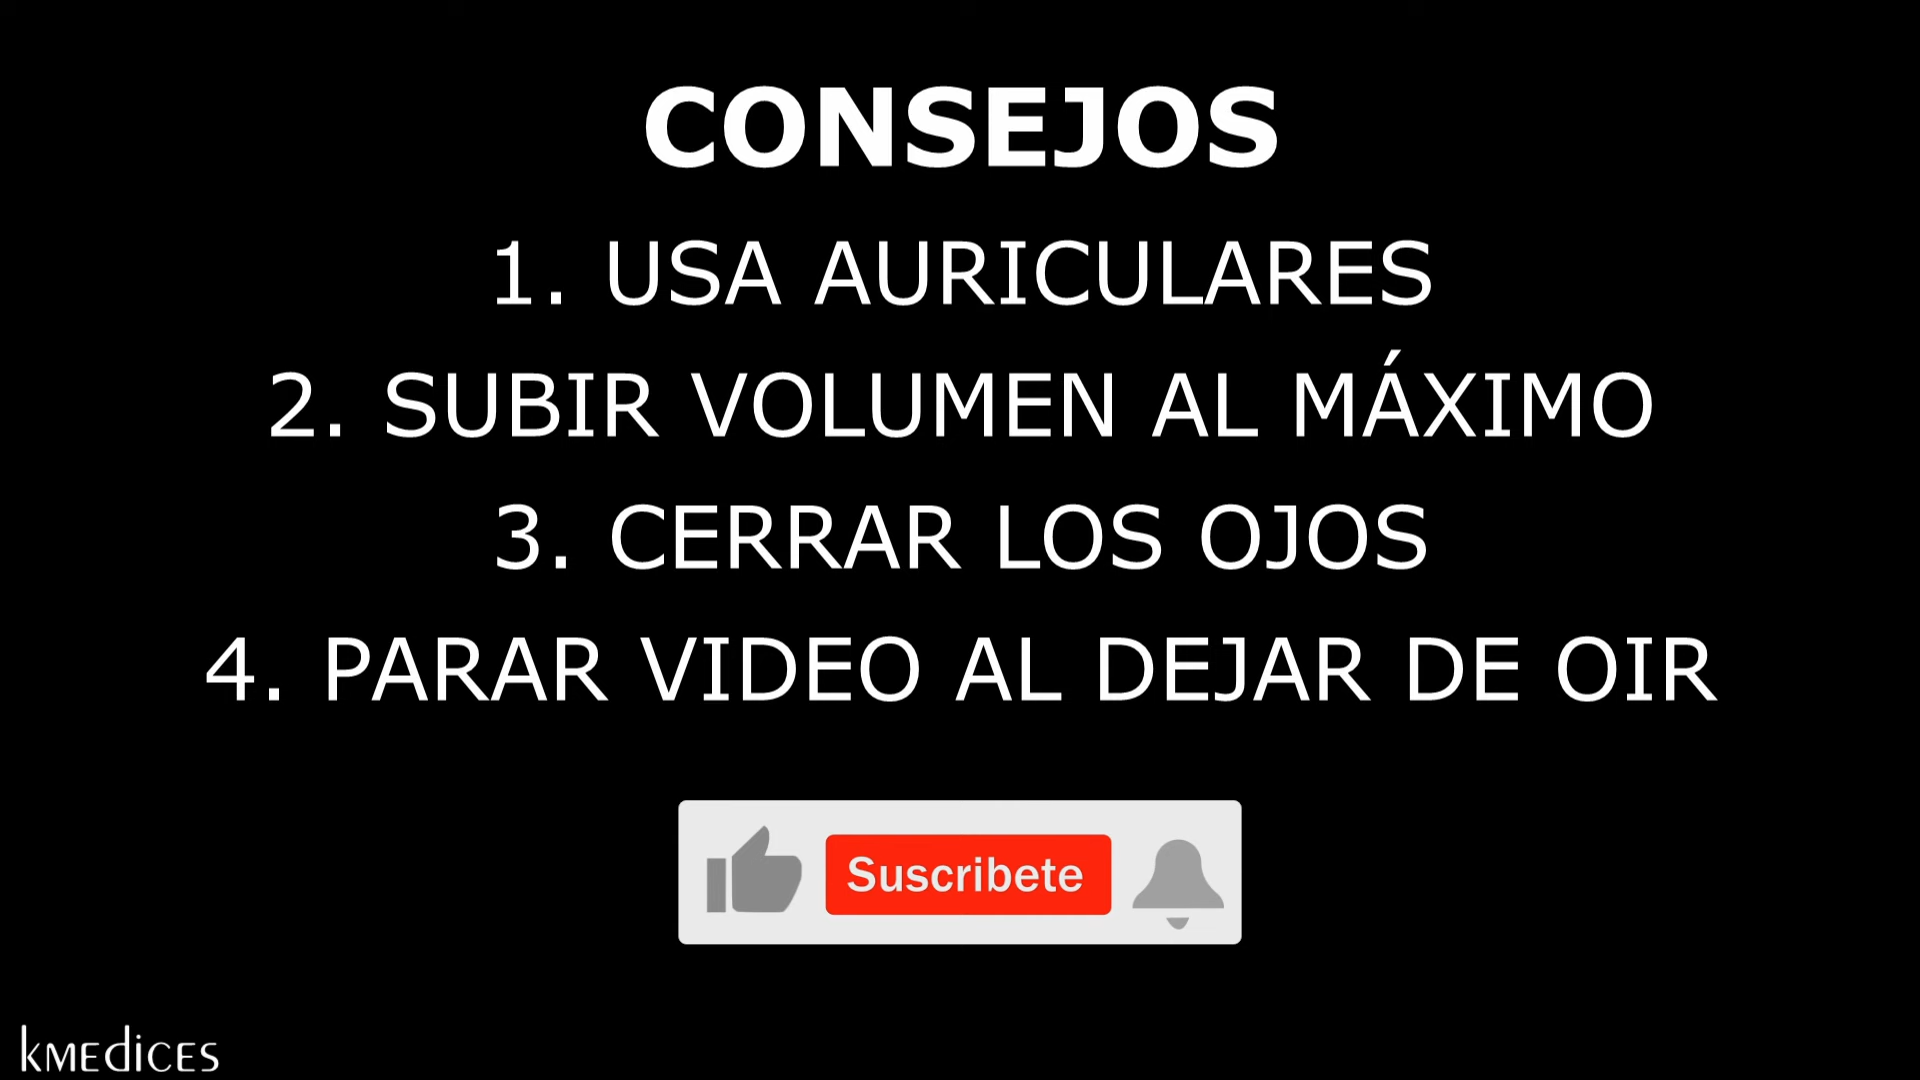 CONSEJOS
1. USA AURICULARES
2. SUBIR VOLUMEN AL MÁXIMO
3. CERRAR LOS OJOS
4. PARAR VIDEO AL DEJAR DE OIR
Suscribete
kMEdiCES